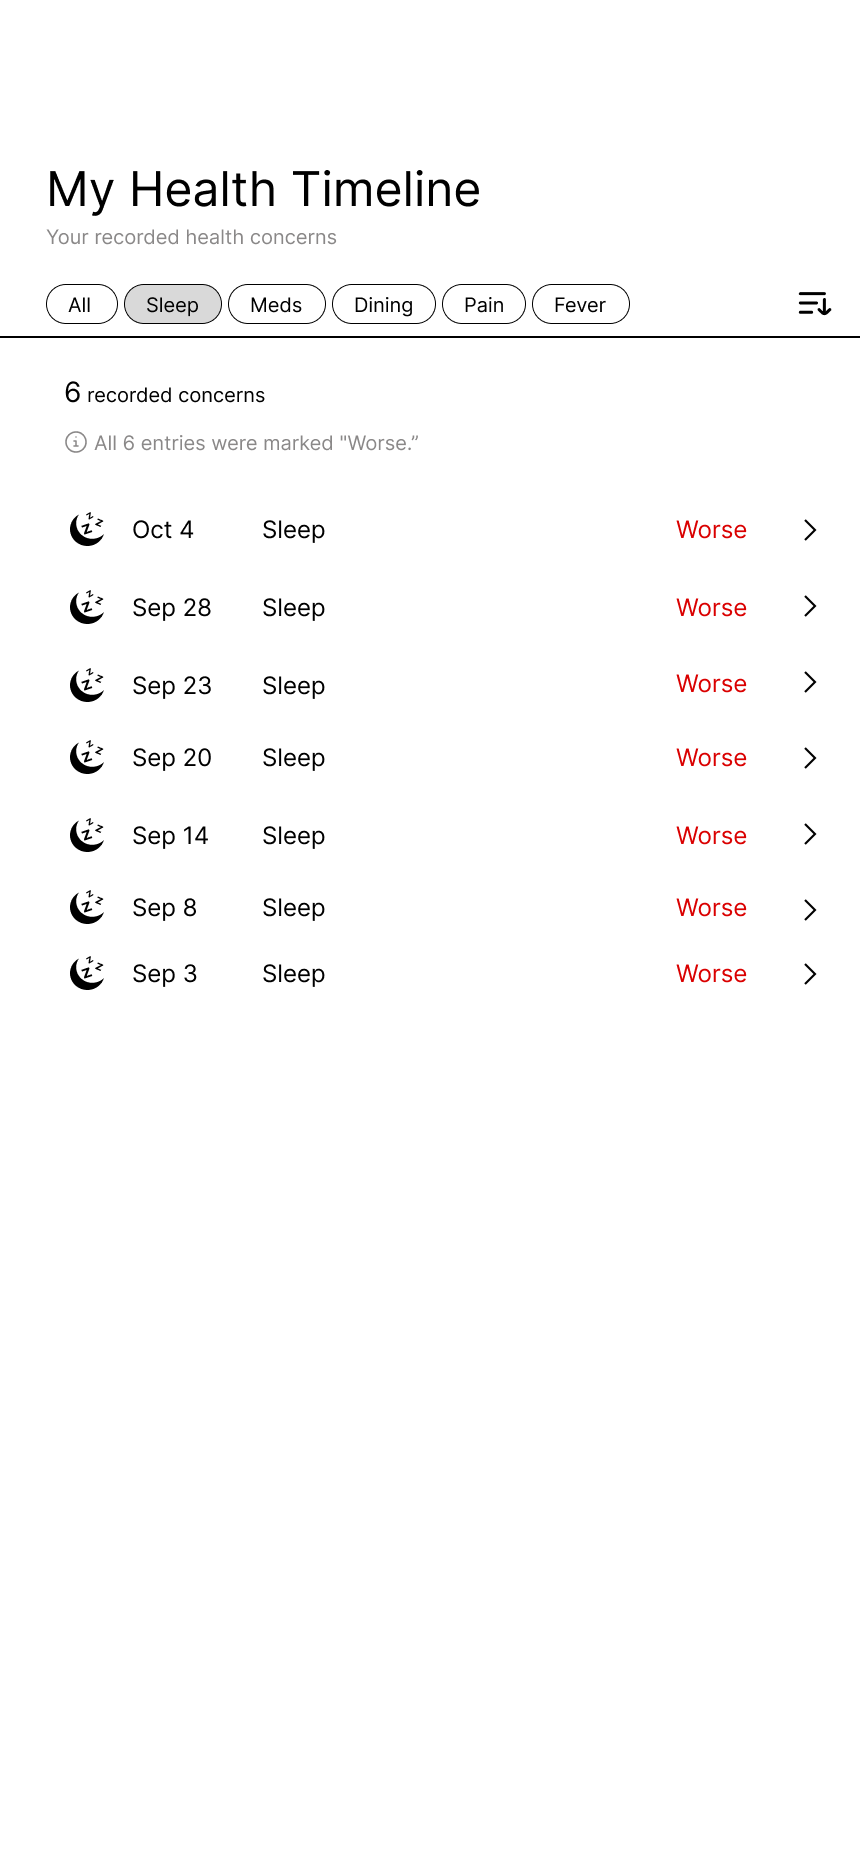 My Health Timeline
Your recorded health concerns
All Sleep Meds Dining Pain Fever
6 recorded concerns
All 6 entries were marked "Worse.”
Oct 4 Sleep Worse
Sep 28 Sleep Worse
Sep 23 Sleep Worse
Sep 20 Sleep Worse
Sep 14 Sleep Worse
Sep 8 Sleep Worse
Sep 3 Sleep Worse